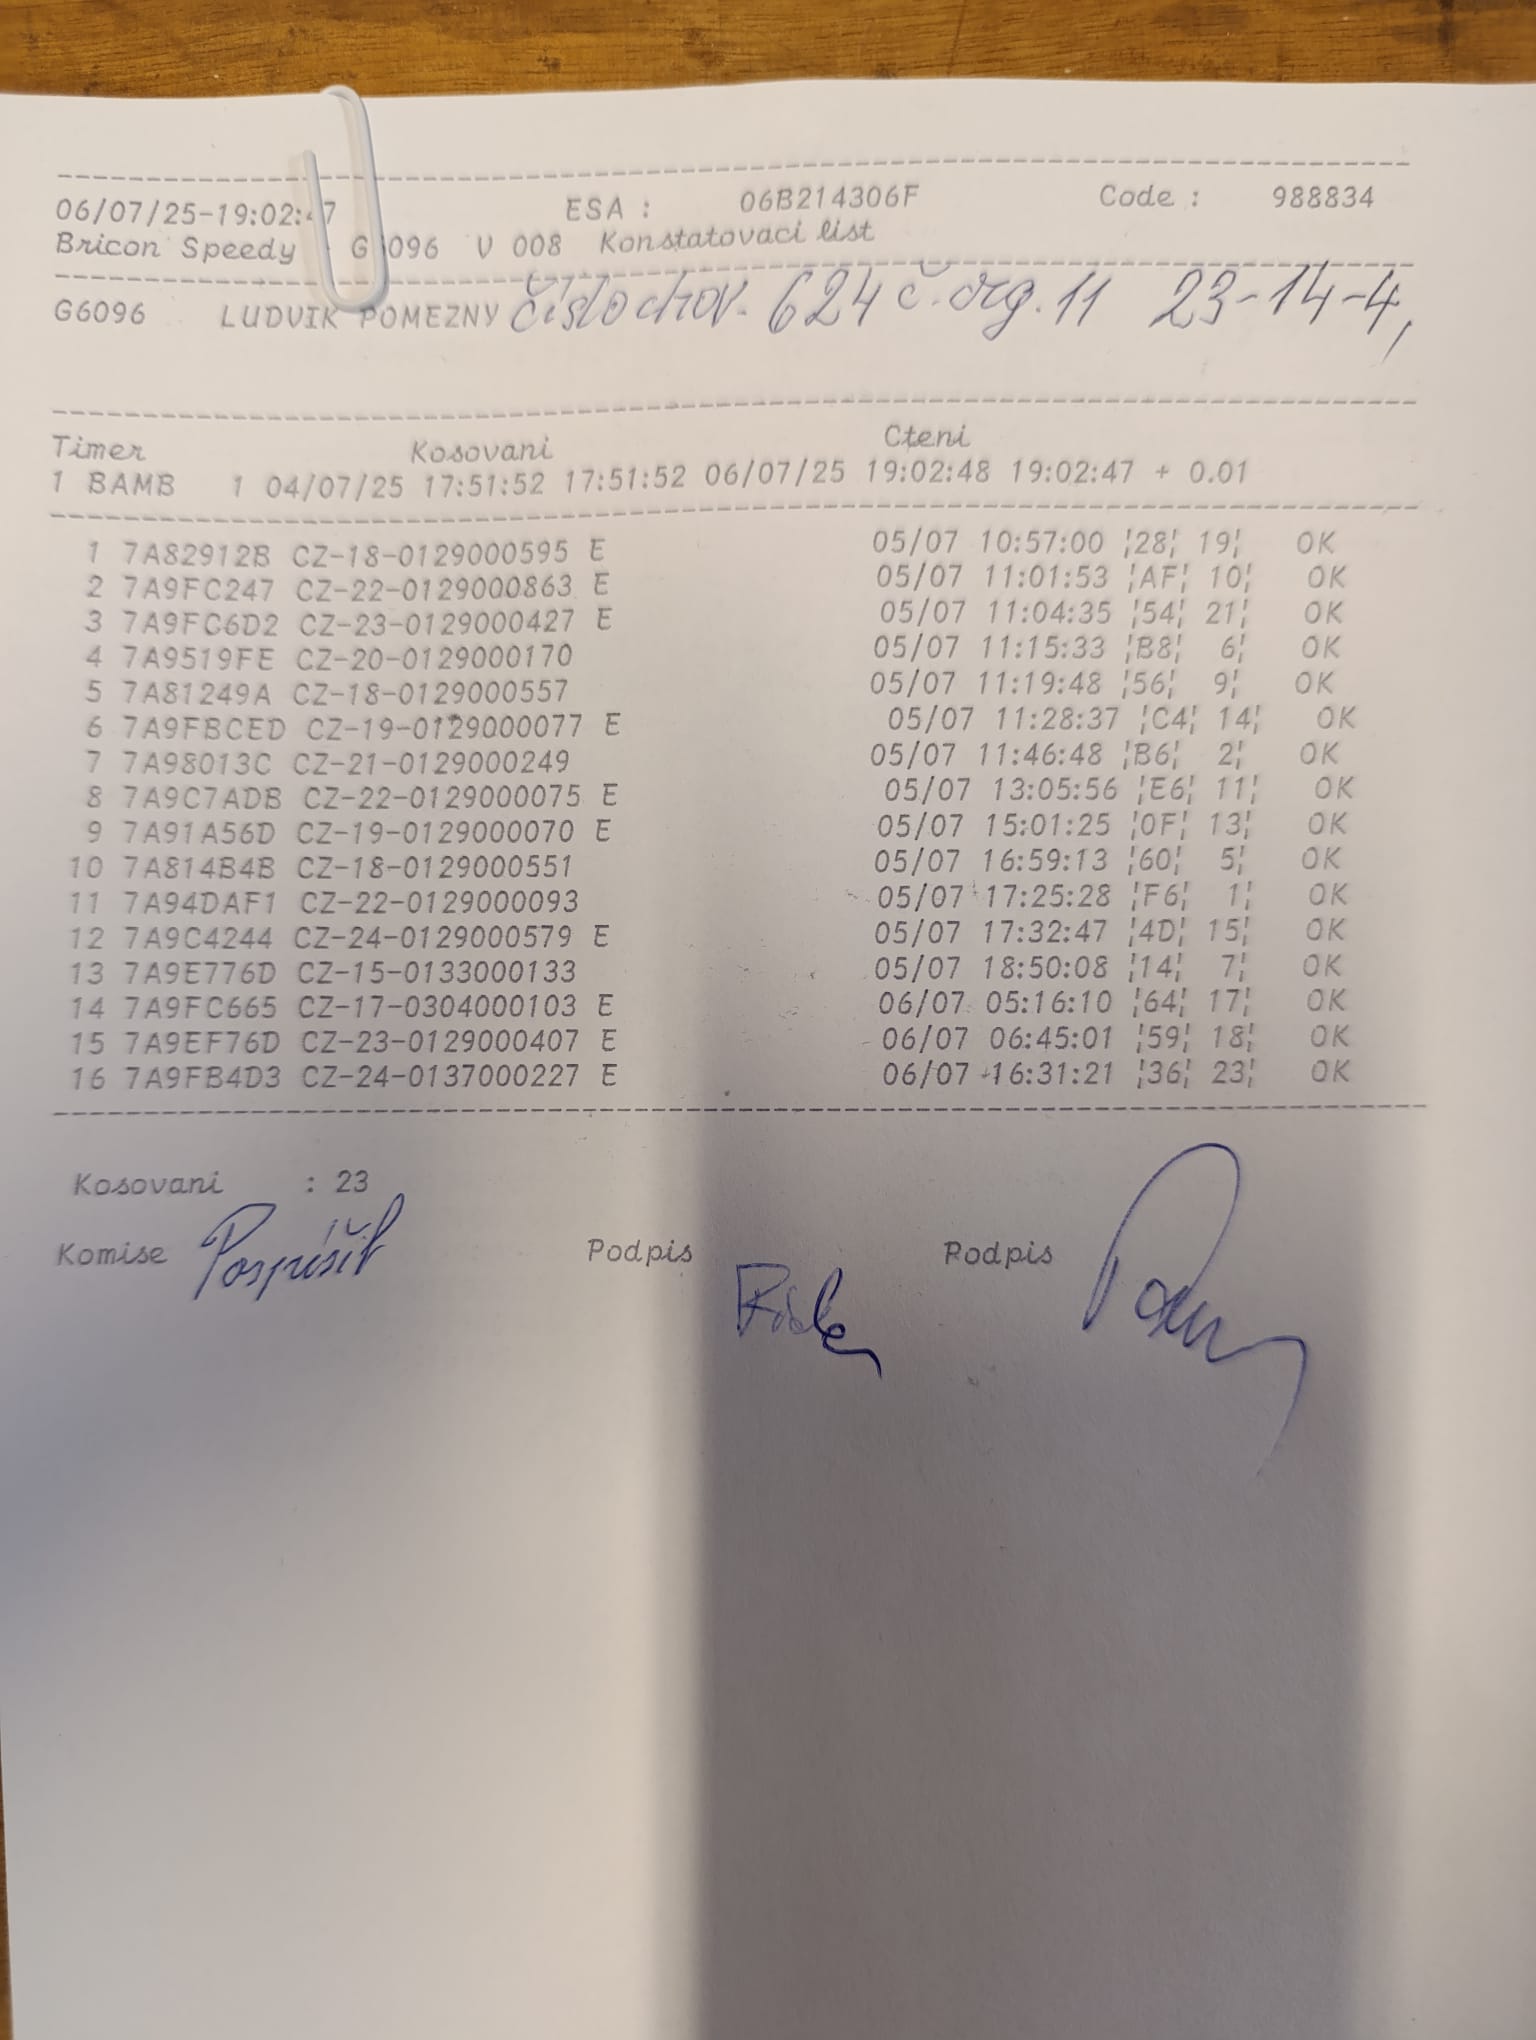 06/07/25-19:02:47 ESA : 06B214306F Code : 988834
Bricon Speedy G6096 V 008 Konstatovaci list
G6096 LUDVIK POMEZNY číslo chov. 624 č. org. 11 23-14-4,
Timer Kosovani Cteni
1 BAMB 1 04/07/25 17:51:52 17:51:52 06/07/25 19:02:48 19:02:47 + 0.01
1 7A82912B CZ-18-0129000595 E 05/07 10:57:00 ¦28¦ 19¦ OK
2 7A9FC247 CZ-22-0129000863 E 05/07 11:01:53 ¦AF¦ 10¦ OK
3 7A9FC6D2 CZ-23-0129000427 E 05/07 11:04:35 ¦54¦ 21¦ OK
4 7A9519FE CZ-20-0129000170 05/07 11:15:33 ¦B8¦ 6¦ OK
5 7A81249A CZ-18-0129000557 05/07 11:19:48 ¦56¦ 9¦ OK
6 7A9FBCED CZ-19-0129000077 E 05/07 11:28:37 ¦C4¦ 14¦ OK
7 7A98013C CZ-21-0129000249 05/07 11:46:48 ¦B6¦ 2¦ OK
8 7A9C7ADB CZ-22-0129000075 E 05/07 13:05:56 ¦E6¦ 11¦ OK
9 7A91A56D CZ-19-0129000070 E 05/07 15:01:25 ¦0F¦ 13¦ OK
10 7A814B4B CZ-18-0129000551 05/07 16:59:13 ¦60¦ 5¦ OK
11 7A94DAF1 CZ-22-0129000093 05/07 17:25:28 ¦F6¦ 1¦ OK
12 7A9C4244 CZ-24-0129000579 E 05/07 17:32:47 ¦4D¦ 15¦ OK
13 7A9E776D CZ-15-0133000133 05/07 18:50:08 ¦14¦ 7¦ OK
14 7A9FC665 CZ-17-0304000103 E 06/07 05:16:10 ¦64¦ 17¦ OK
15 7A9EF76D CZ-23-0129000407 E 06/07 06:45:01 ¦59¦ 18¦ OK
16 7A9FB4D3 CZ-24-0137000227 E 06/07 16:31:21 ¦36¦ 23¦ OK
Kosovani : 23
Komise Pospíšil Podpis Podpis